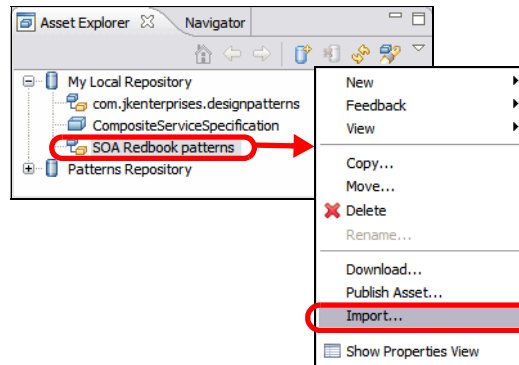 Asset Explorer
Navigator
My Local Repository
com.jkenterprises.designpatterns
CompositeServiceSpecification
SOA Redbook patterns
Patterns Repository
New
Feedback
View
Copy...
Move...
Delete
Rename...
Download...
Publish Asset...
Import...
Show Properties View